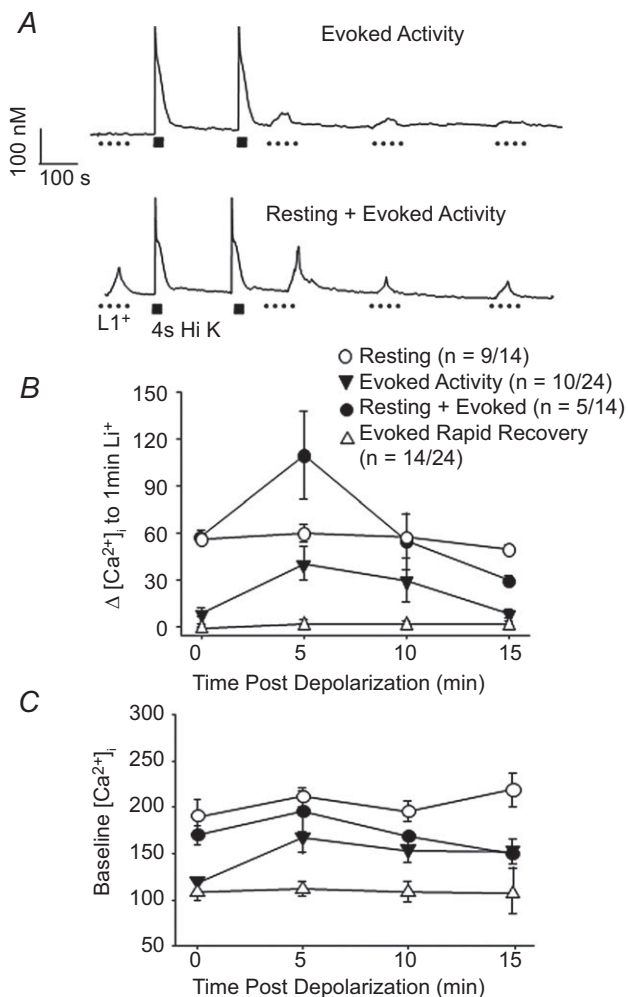 A
Evoked Activity
100 nM
100 s
Resting + Evoked Activity
L1⁺
4s Hi K
Resting (n = 9/14)
Evoked Activity (n = 10/24)
Resting + Evoked (n = 5/14)
Evoked Rapid Recovery
(n = 14/24)
B
150
120
90
60
30
0
Δ [Ca²⁺]ᵢ to 1min Li⁺
0 5 10 15
Time Post Depolarization (min)
C
300
250
200
150
100
50
Baseline [Ca²⁺]ᵢ
0 5 10 15
Time Post Depolarization (min)